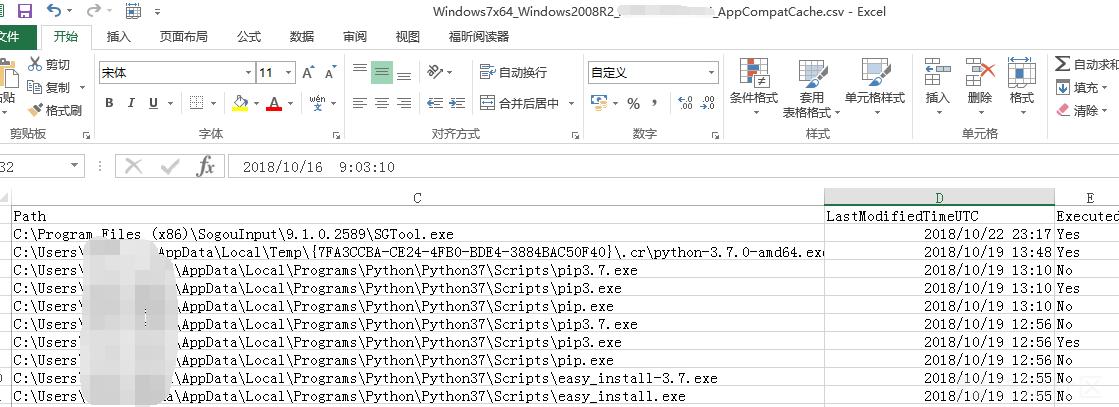 Windows7x64_Windows2008R2_ _AppCompatCache.csv - Excel
文件 开始 插入 页面布局 公式 数据 审阅 视图 福昕阅读器
剪切
复制
格式刷
剪贴板
宋体 11 A A
B I U A wén 文
字体
自动换行
合并后居中
对齐方式
自定义
% , .0 .00 .00 .0
数字
条件格式 套用表格格式 单元格样式
样式
插入 删除 格式
单元格
自动求和
填充
清除
32 fx 2018/10/16 9:03:10
C D E
Path LastModifiedTimeUTC Executed
C:\Program Files (x86)\SogouInput\9.1.0.2589\SGTool.exe 2018/10/22 23:17 Yes
C:\Users\ AppData\Local\Temp\{7FA3CCBA-CE24-4FB0-BDE4-3884BAC50F40}\.cr\python-3.7.0-amd64.exe 2018/10/19 13:48 Yes
C:\Users\ \AppData\Local\Programs\Python\Python37\Scripts\pip3.7.exe 2018/10/19 13:10 No
C:\Users\ \AppData\Local\Programs\Python\Python37\Scripts\pip3.exe 2018/10/19 13:10 Yes
C:\Users\ \AppData\Local\Programs\Python\Python37\Scripts\pip.exe 2018/10/19 13:10 No
C:\Users\ \AppData\Local\Programs\Python\Python37\Scripts\pip3.7.exe 2018/10/19 12:56 No
C:\Users\ \AppData\Local\Programs\Python\Python37\Scripts\pip3.exe 2018/10/19 12:56 Yes
C:\Users\ \AppData\Local\Programs\Python\Python37\Scripts\pip.exe 2018/10/19 12:56 No
C:\Users\ a\AppData\Local\Programs\Python\Python37\Scripts\easy_install-3.7.exe 2018/10/19 12:55 No
C:\Users\ a\AppData\Local\Programs\Python\Python37\Scripts\easy_install.exe 2018/10/19 12:55 No